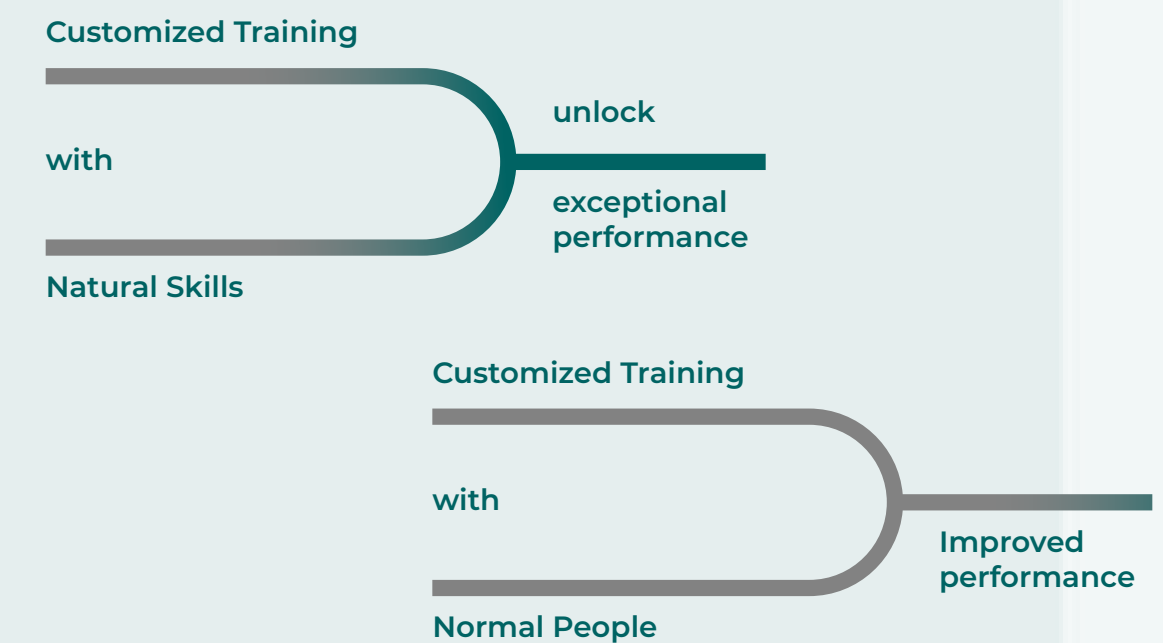 Customized Training
unlock
with
exceptional
performance
Natural Skills
Customized Training
with
Improved
performance
Normal People